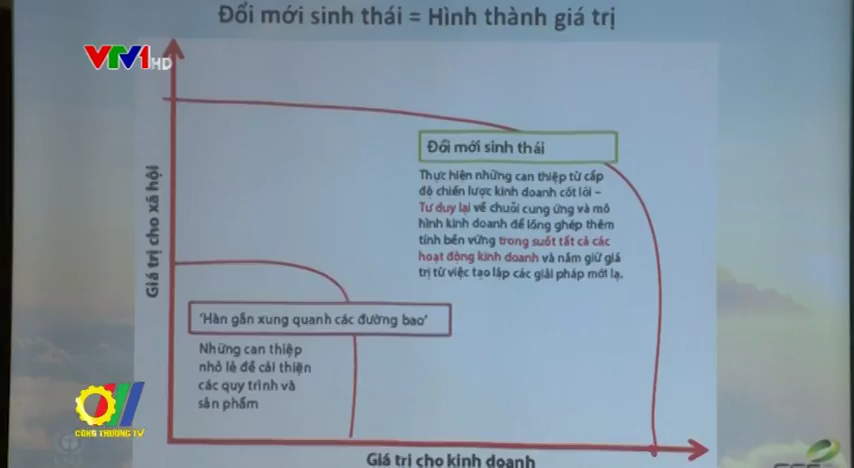 Đổi mới sinh thái = Hình thành giá trị
VTV1 HD
Giá trị cho xã hội
Đổi mới sinh thái
Thực hiện những can thiệp từ cấp
độ chiến lược kinh doanh cốt lõi –
Tư duy lại về chuỗi cung ứng và mô
hình kinh doanh để lồng ghép thêm
tính bền vững trong suốt tất cả các
hoạt động kinh doanh và nắm giữ giá
trị từ việc tạo lập các giải pháp mới lạ.
'Hàn gắn xung quanh các đường bao'
Những can thiệp
nhỏ lẻ để cải thiện
các quy trình và
sản phẩm
CÔNG THƯƠNG TV
Giá trị cho kinh doanh